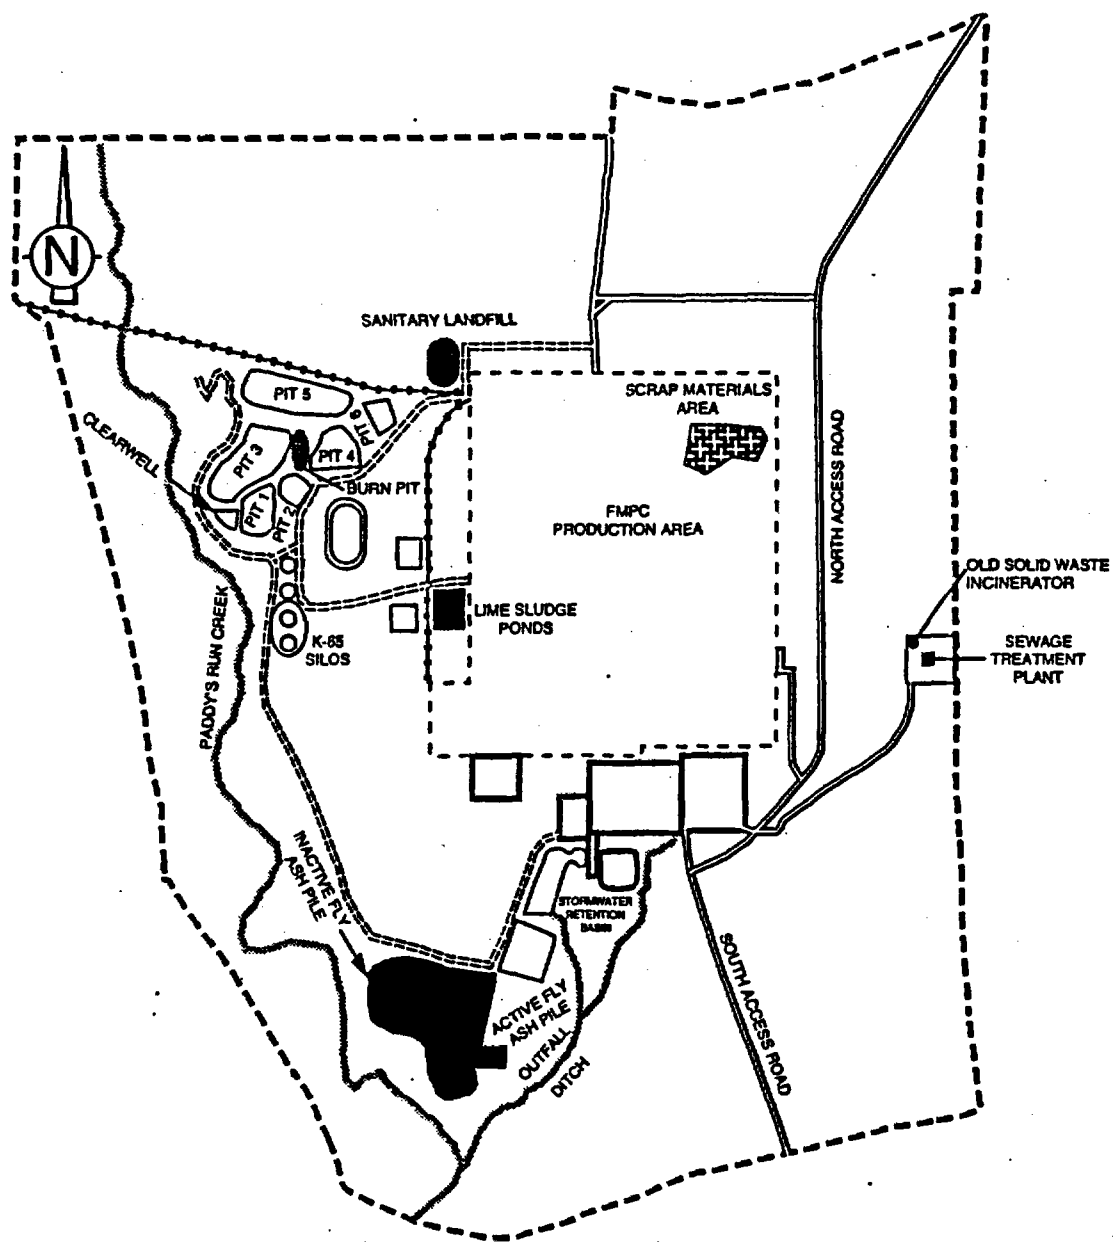 N
SANITARY LANDFILL
SCRAP MATERIALS
AREA
PIT 5
PIT 6
CLEARWELL
PIT 3
PIT 4
BURN PIT
PIT 1
PIT 2
FMPC
PRODUCTION AREA
NORTH ACCESS ROAD
OLD SOLID WASTE
INCINERATOR
LIME SLUDGE
PONDS
K-65
SILOS
SEWAGE
TREATMENT
PLANT
PADDY'S RUN CREEK
INACTIVE FLY
ASH PILE
STORMWATER
RETENTION
BASIN
SOUTH ACCESS ROAD
ACTIVE FLY
ASH PILE
OUTFALL
DITCH